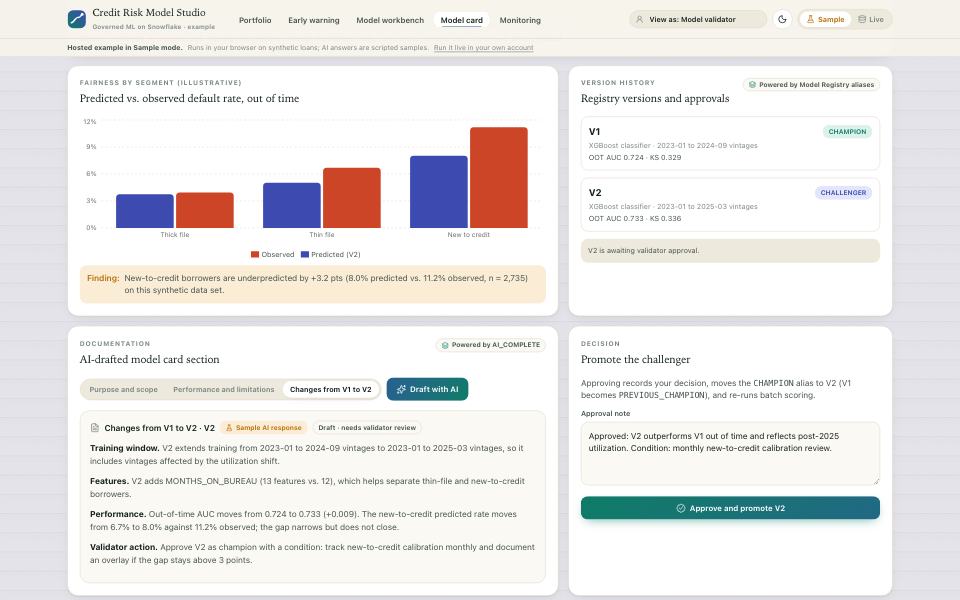 Credit Risk Model Studio
Governed ML on Snowflake · example
Portfolio
Early warning
Model workbench
Model card
Monitoring
View as: Model validator
Sample
Live
Hosted example in Sample mode. Runs in your browser on synthetic loans; AI answers are scripted samples. Run it live in your own account
FAIRNESS BY SEGMENT (ILLUSTRATIVE)
Predicted vs. observed default rate, out of time
12%
9%
6%
3%
0%
Thick file
Thin file
New to credit
Observed
Predicted (V2)
Finding: New-to-credit borrowers are underpredicted by +3.2 pts (8.0% predicted vs. 11.2% observed, n = 2,735)
on this synthetic data set.
VERSION HISTORY
Powered by Model Registry aliases
Registry versions and approvals
V1
CHAMPION
XGBoost classifier · 2023-01 to 2024-09 vintages
OOT AUC 0.724 · KS 0.329
V2
CHALLENGER
XGBoost classifier · 2023-01 to 2025-03 vintages
OOT AUC 0.733 · KS 0.336
V2 is awaiting validator approval.
DOCUMENTATION
Powered by AI_COMPLETE
AI-drafted model card section
Purpose and scope
Performance and limitations
Changes from V1 to V2
Draft with AI
Changes from V1 to V2 · V2
Sample AI response
Draft · needs validator review
Training window. V2 extends training from 2023-01 to 2024-09 vintages to 2023-01 to 2025-03 vintages, so it
includes vintages affected by the utilization shift.
Features. V2 adds MONTHS_ON_BUREAU (13 features vs. 12), which helps separate thin-file and new-to-credit
borrowers.
Performance. Out-of-time AUC moves from 0.724 to 0.733 (+0.009). The new-to-credit predicted rate moves
from 6.7% to 8.0% against 11.2% observed; the gap narrows but does not close.
Validator action. Approve V2 as champion with a condition: track new-to-credit calibration monthly and document
an overlay if the gap stays above 3 points.
DECISION
Promote the challenger
Approving records your decision, moves the CHAMPION alias to V2 (V1
becomes PREVIOUS_CHAMPION), and re-runs batch scoring.
Approval note
Approved: V2 outperforms V1 out of time and reflects post-2025
utilization. Condition: monthly new-to-credit calibration review.
Approve and promote V2